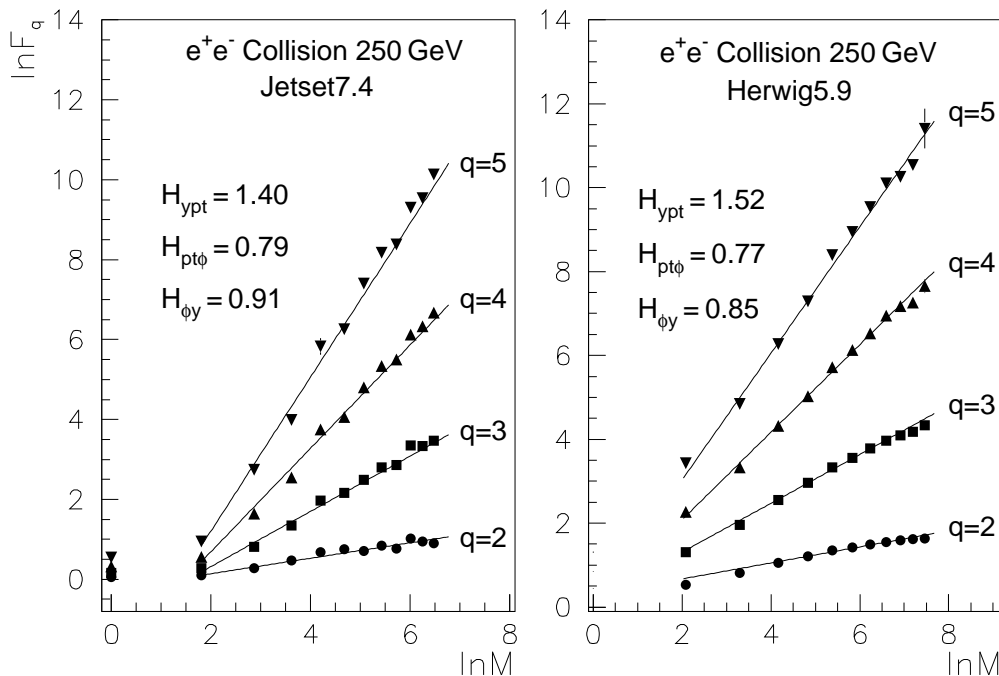 lnF_q
14
12
10
8
6
4
2
0
e⁺e⁻ Collision 250 GeV
Jetset7.4
H_ypt = 1.40
H_ptϕ = 0.79
H_ϕy = 0.91
q=5
q=4
q=3
q=2
0 2 4 6 8
lnM
14
12
10
8
6
4
2
0
e⁺e⁻ Collision 250 GeV
Herwig5.9
H_ypt = 1.52
H_ptϕ = 0.77
H_ϕy = 0.85
q=5
q=4
q=3
q=2
0 2 4 6 8
lnM